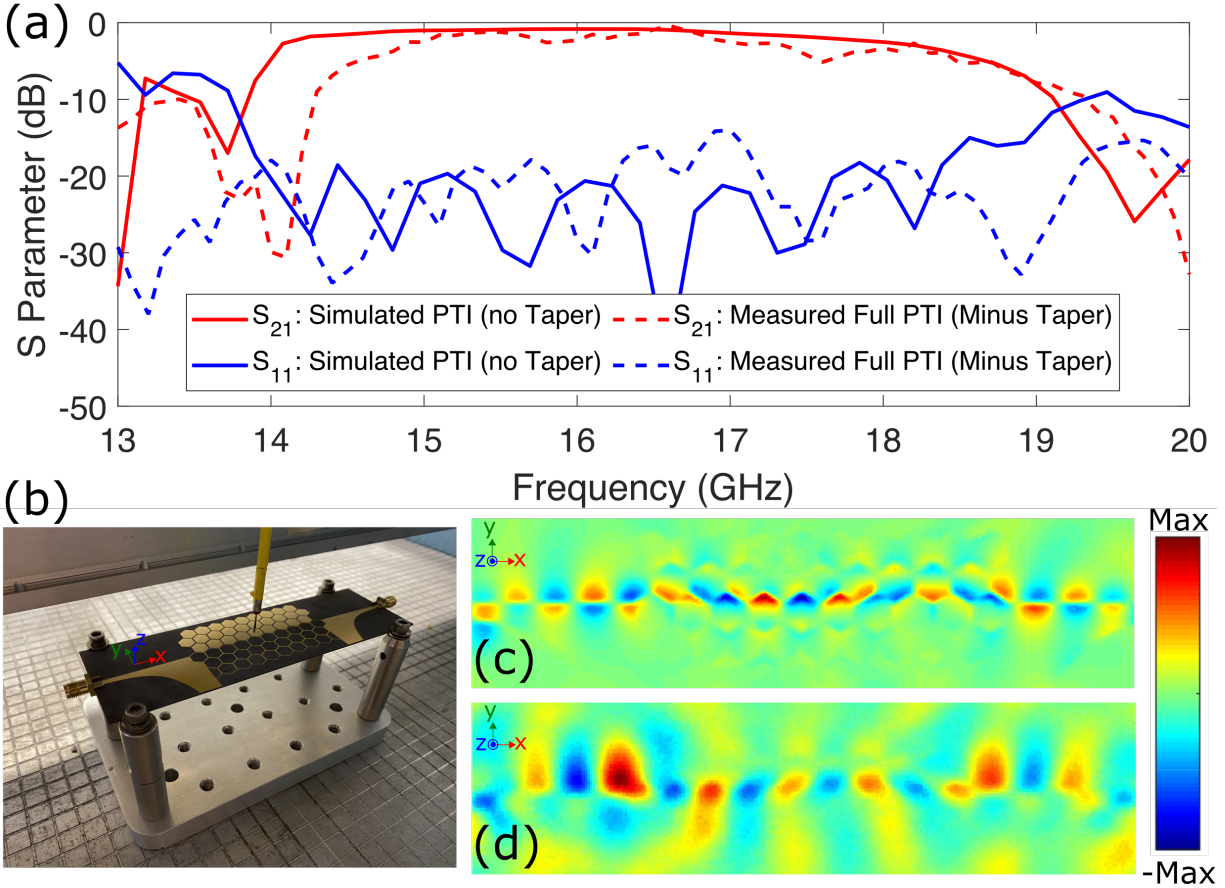 (a)
0
-10
-20
-30
-40
-50
S Parameter (dB)
S21: Simulated PTI (no Taper)
S21: Measured Full PTI (Minus Taper)
S11: Simulated PTI (no Taper)
S11: Measured Full PTI (Minus Taper)
13 14 15 16 17 18 19 20
Frequency (GHz)
(b)
z
y
x
y
z x
(c)
y
z x
(d)
Max
-Max